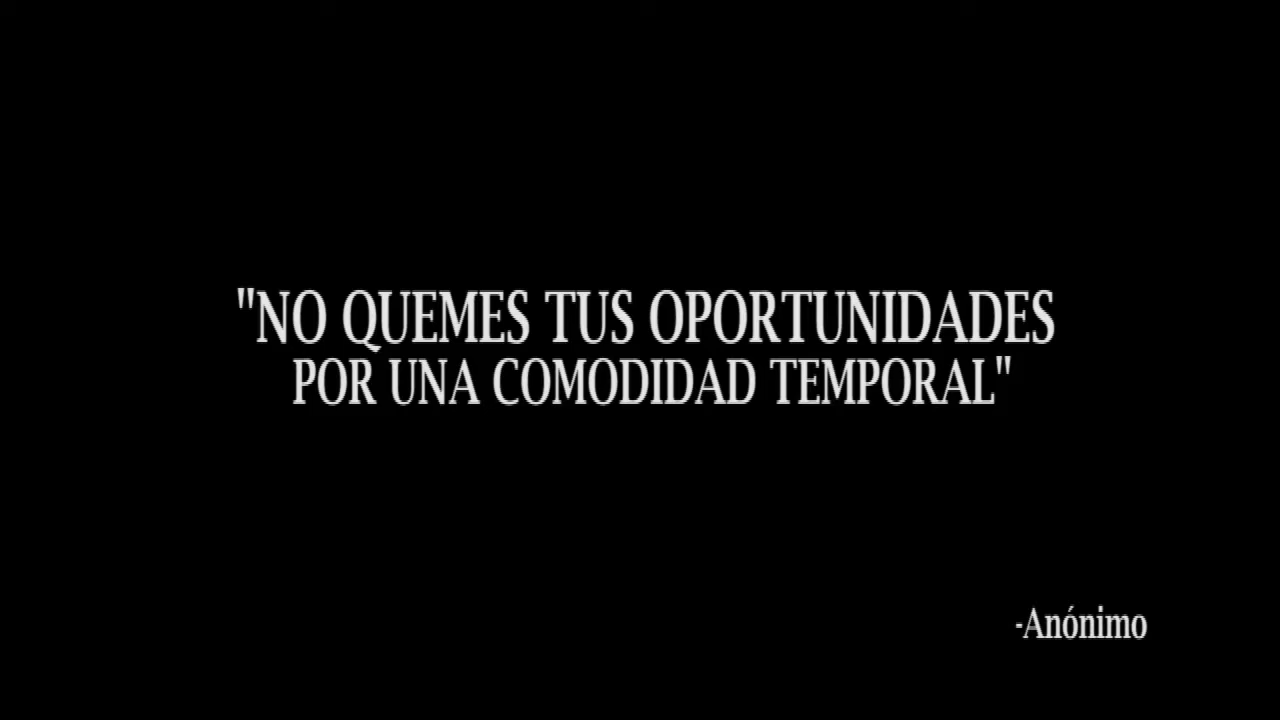 "NO QUEMES TUS OPORTUNIDADES
POR UNA COMODIDAD TEMPORAL"
-Anónimo